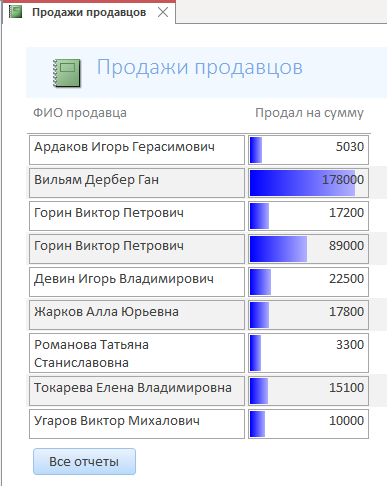 Продажи продавцов
Продажи продавцов
ФИО продавца Продал на сумму
Ардаков Игорь Герасимович 5030
Вильям Дербер Ган 178000
Горин Виктор Петрович 17200
Горин Виктор Петрович 89000
Девин Игорь Владимирович 22500
Жарков Алла Юрьевна 17800
Романова Татьяна 3300
Станиславовна
Токарева Елена Владимировна 15100
Угаров Виктор Михалович 10000
Все отчеты